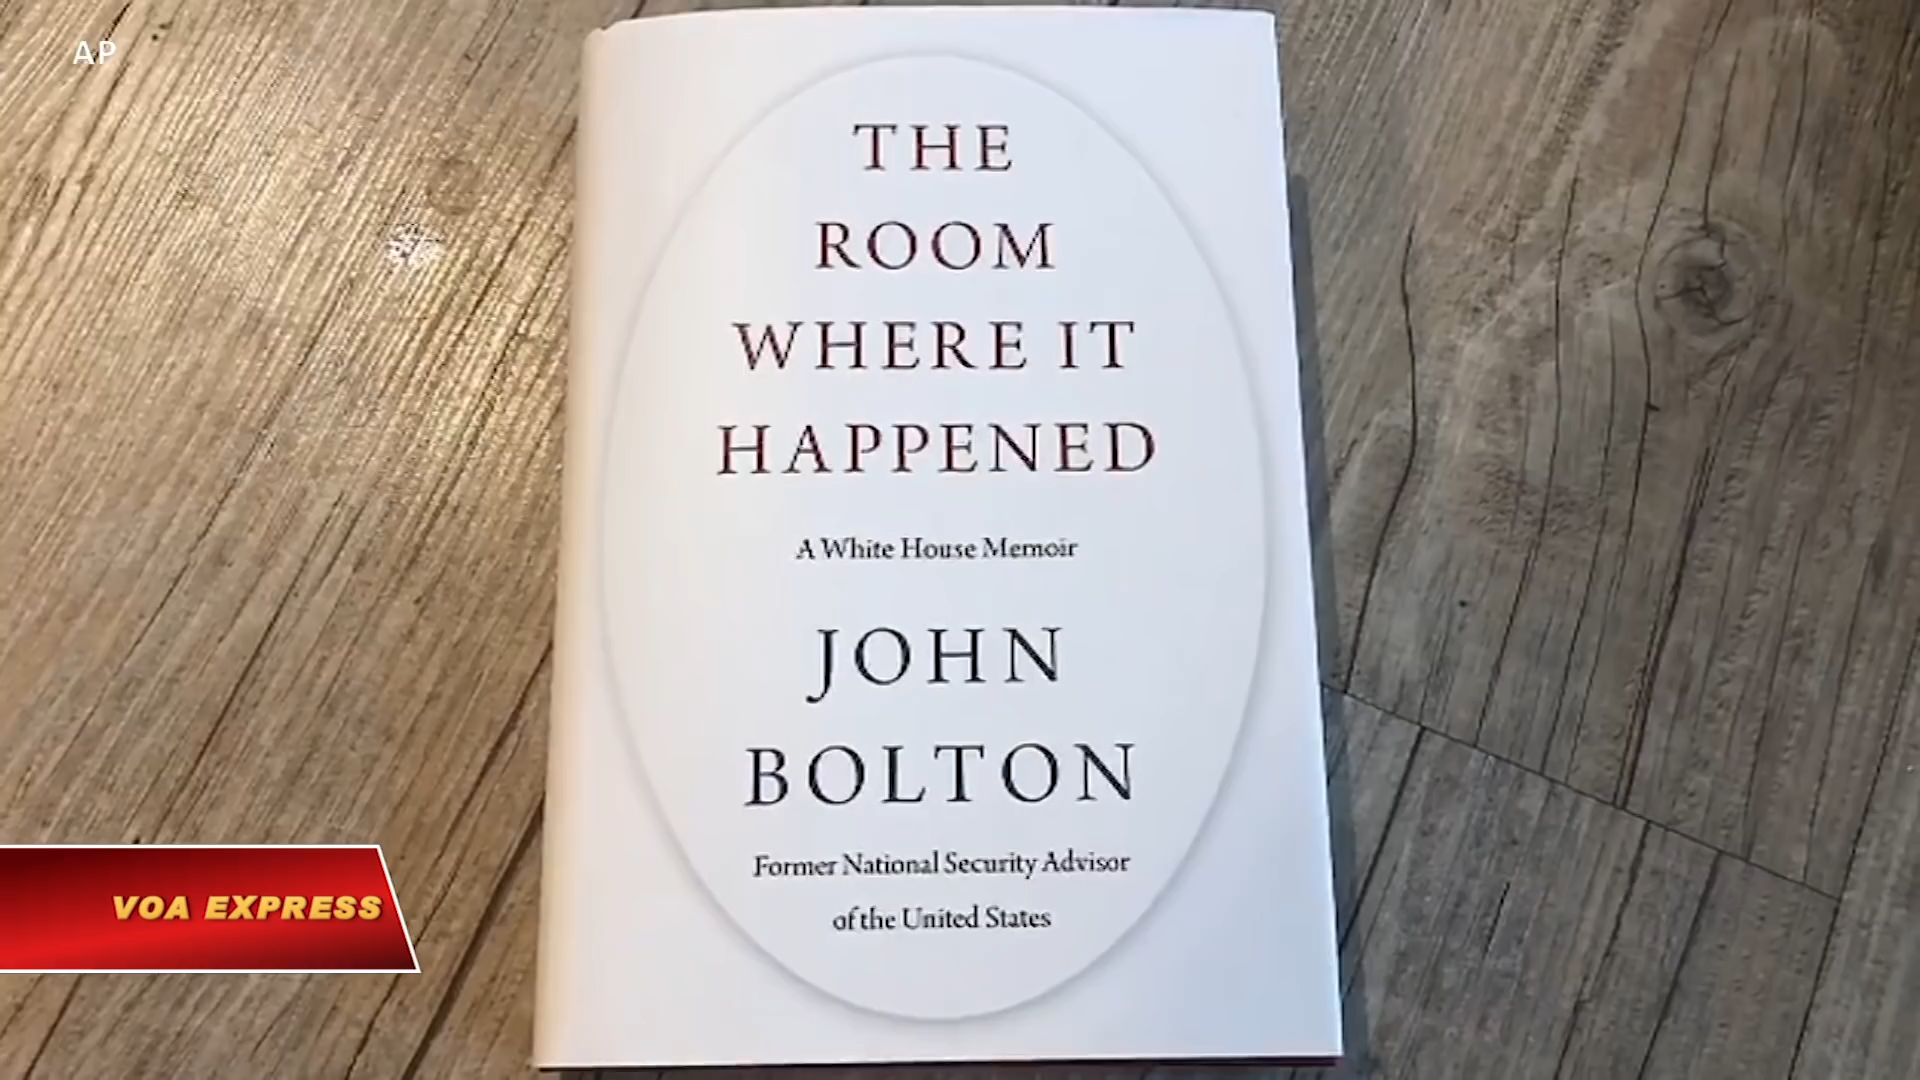 AP
THE
ROOM
WHERE IT
HAPPENED
A White House Memoir
JOHN
BOLTON
Former National Security Advisor
of the United States
VOA EXPRESS